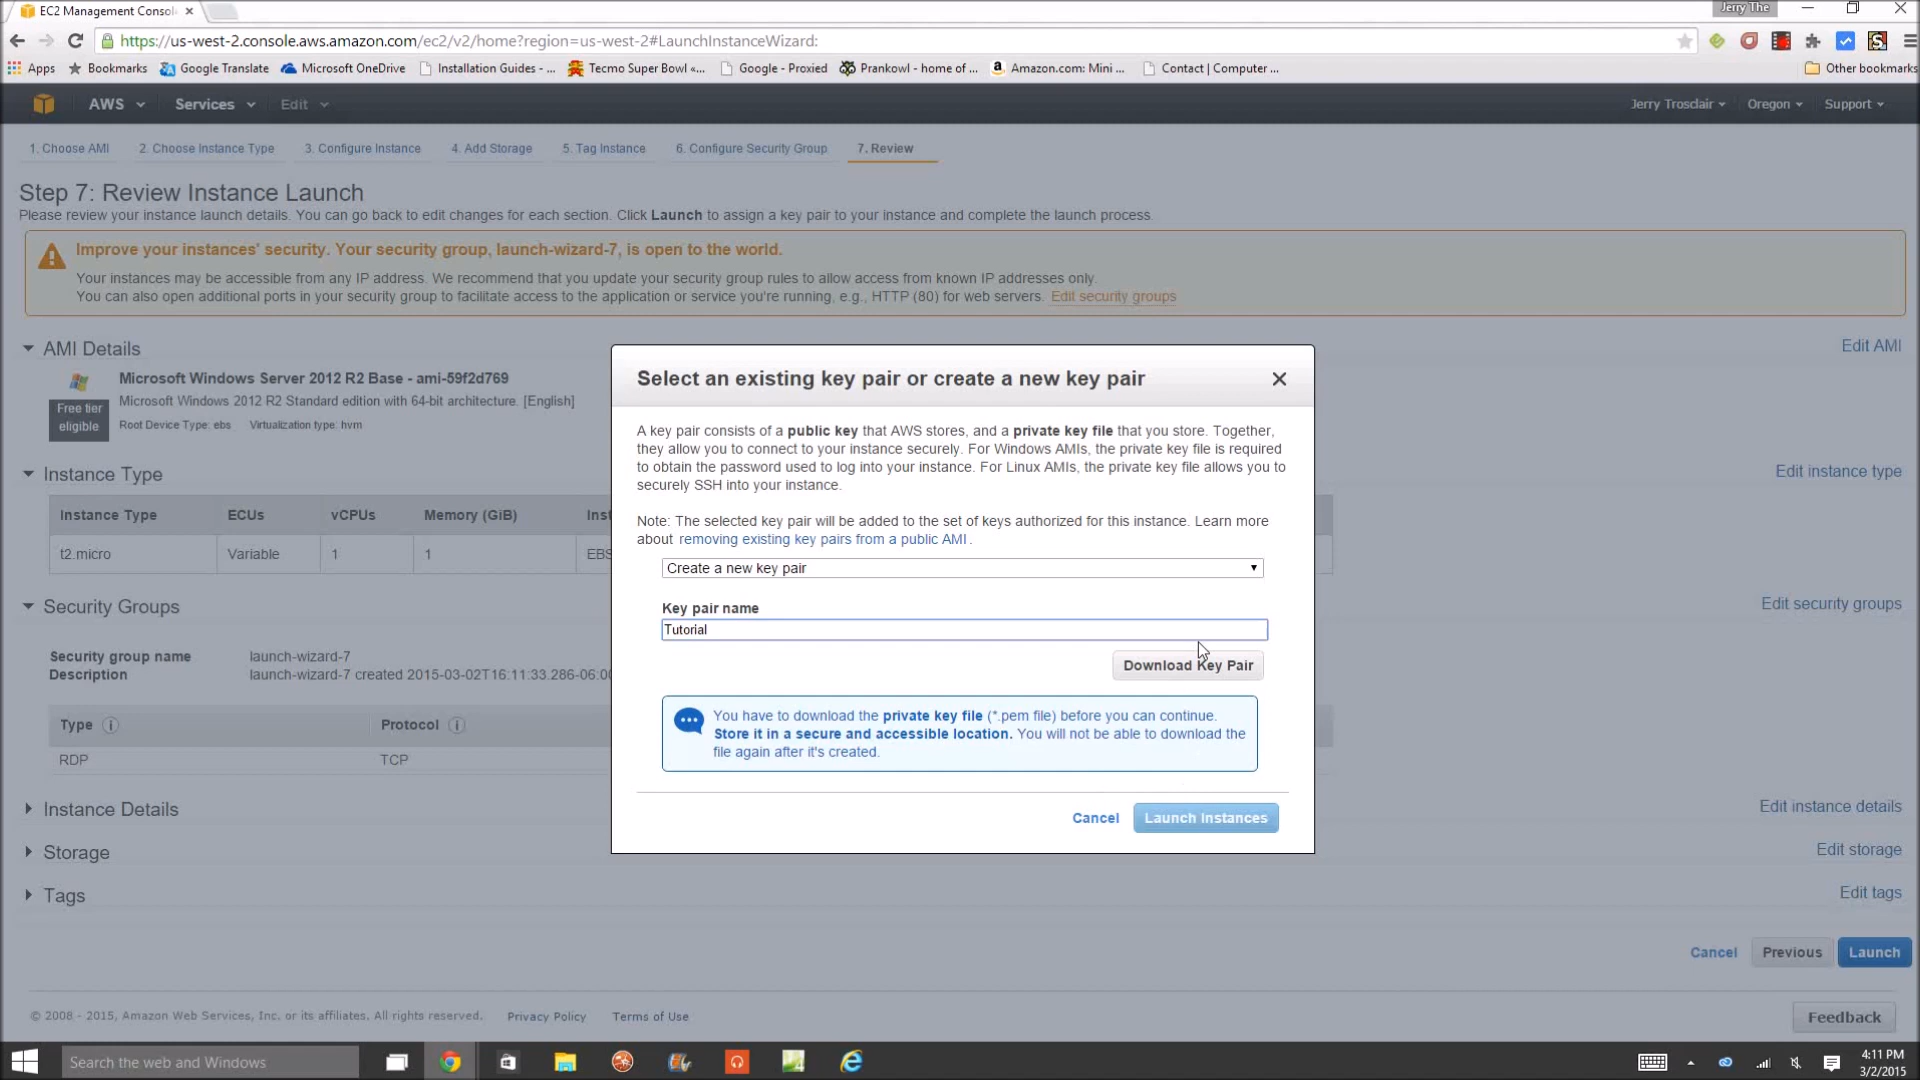 EC2 Management Consol
Jerry The
https://us-west-2.console.aws.amazon.com/ec2/v2/home?region=us-west-2#LaunchInstanceWizard:
Apps Bookmarks Google Translate Microsoft OneDrive Installation Guides - ... Tecmo Super Bowl «... Google - Proxied Prankowl - home of ... Amazon.com: Mini ... Contact | Computer ... Other bookmarks
AWS Services Edit Jerry Trosclair Oregon Support
1. Choose AMI 2. Choose Instance Type 3. Configure Instance 4. Add Storage 5. Tag Instance 6. Configure Security Group 7. Review
Step 7: Review Instance Launch
Please review your instance launch details. You can go back to edit changes for each section. Click Launch to assign a key pair to your instance and complete the launch process.
Improve your instances' security. Your security group, launch-wizard-7, is open to the world.
Your instances may be accessible from any IP address. We recommend that you update your security group rules to allow access from known IP addresses only.
You can also open additional ports in your security group to facilitate access to the application or service you're running, e.g., HTTP (80) for web servers. Edit security groups
AMI Details Edit AMI
Microsoft Windows Server 2012 R2 Base - ami-59f2d769
Microsoft Windows 2012 R2 Standard edition with 64-bit architecture. [English]
Free tier eligible
Root Device Type: ebs Virtualization type: hvm
Instance Type Edit instance type
Instance Type ECUs vCPUs Memory (GiB) Inst
t2.micro Variable 1 1 EBS
Security Groups Edit security groups
Security group name launch-wizard-7
Description launch-wizard-7 created 2015-03-02T16:11:33.286-06:00
Type i Protocol i
RDP TCP
Instance Details Edit instance details
Storage Edit storage
Tags Edit tags
Select an existing key pair or create a new key pair
A key pair consists of a public key that AWS stores, and a private key file that you store. Together,
they allow you to connect to your instance securely. For Windows AMIs, the private key file is required
to obtain the password used to log into your instance. For Linux AMIs, the private key file allows you to
securely SSH into your instance.
Note: The selected key pair will be added to the set of keys authorized for this instance. Learn more
about removing existing key pairs from a public AMI.
Create a new key pair
Key pair name
Tutorial
Download Key Pair
You have to download the private key file (*.pem file) before you can continue.
Store it in a secure and accessible location. You will not be able to download the
file again after it's created.
Cancel Launch Instances
Cancel Previous Launch
© 2008 - 2015, Amazon Web Services, Inc. or its affiliates. All rights reserved. Privacy Policy Terms of Use
Feedback
Search the web and Windows
4:11 PM
3/2/2015